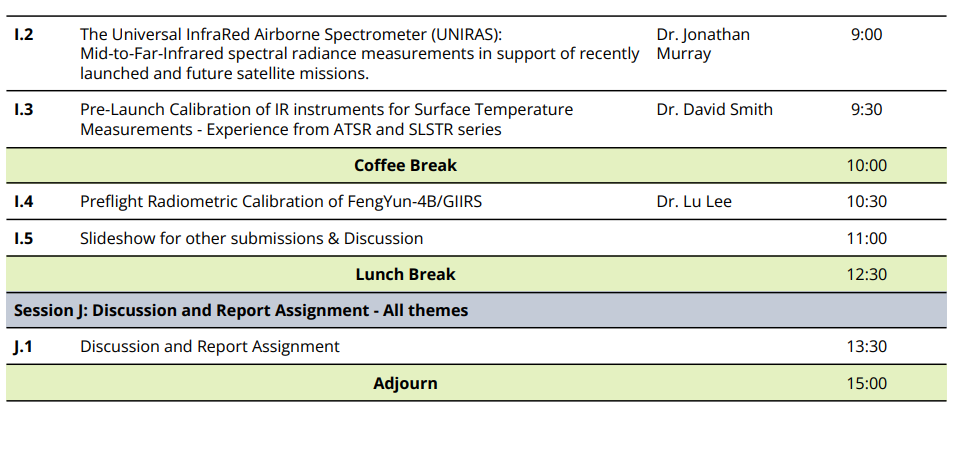 I.2 The Universal InfraRed Airborne Spectrometer (UNIRAS): Dr. Jonathan 9:00
Mid-to-Far-Infrared spectral radiance measurements in support of recently Murray
launched and future satellite missions.
I.3 Pre-Launch Calibration of IR instruments for Surface Temperature Dr. David Smith 9:30
Measurements - Experience from ATSR and SLSTR series
Coffee Break 10:00
I.4 Preflight Radiometric Calibration of FengYun-4B/GIIRS Dr. Lu Lee 10:30
I.5 Slideshow for other submissions & Discussion 11:00
Lunch Break 12:30
Session J: Discussion and Report Assignment - All themes
J.1 Discussion and Report Assignment 13:30
Adjourn 15:00